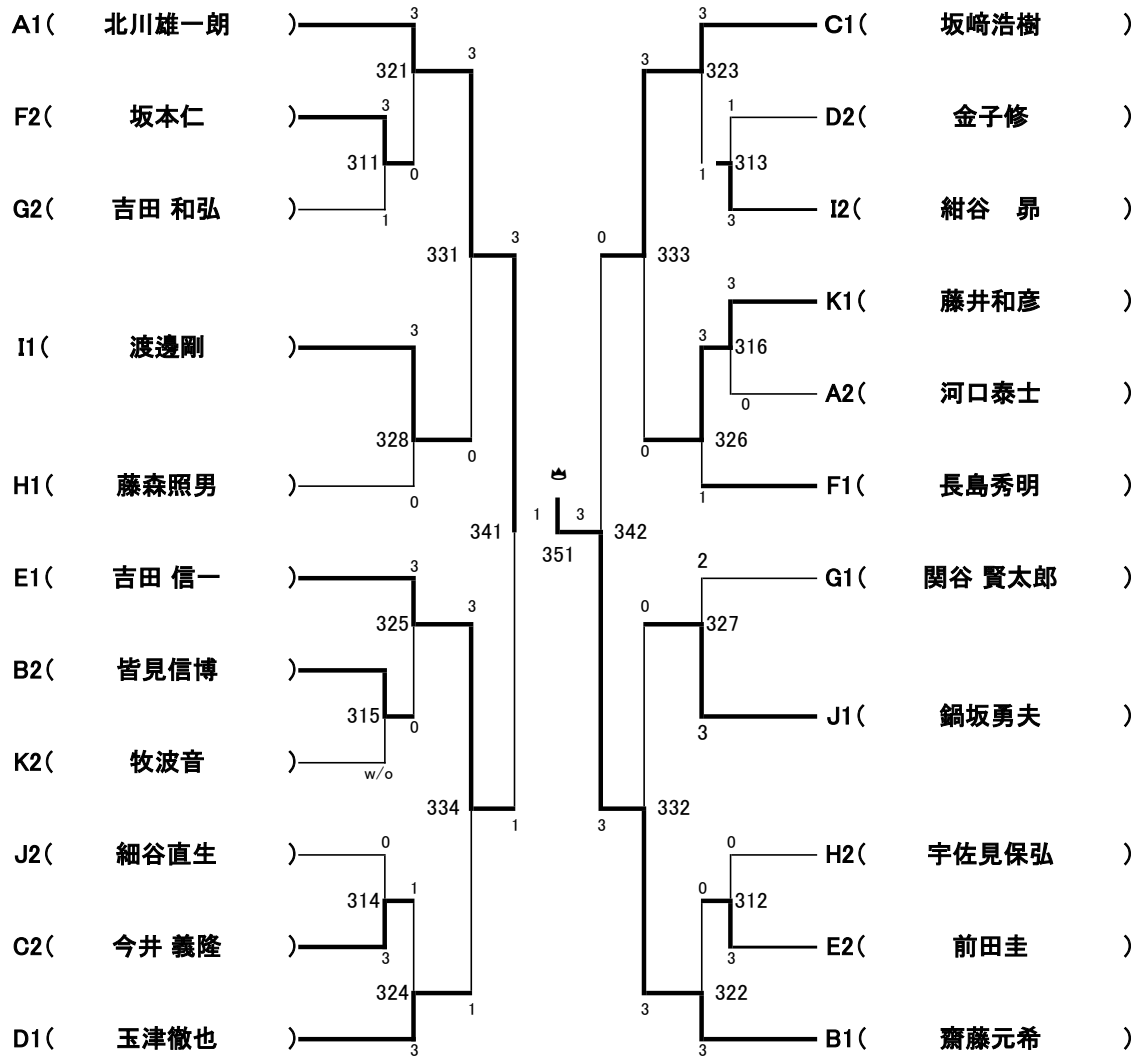 A1( 北川雄一朗 )
3
321
3
F2( 坂本仁 )
3
311
0
G2( 吉田 和弘 )
1
331
3
I1( 渡邊剛 )
3
328
0
H1( 藤森照男 )
0
341
E1( 吉田 信一 )
3
325
3
B2( 皆見信博 )
315
0
K2( 牧波音 )
w/o
334
1
J2( 細谷直生 )
0
314
1
C2( 今井 義隆 )
3
324
1
D1( 玉津徹也 )
3
1
3
351
3
C1( 坂﨑浩樹 )
3
323
1
D2( 金子修 )
1
313
3
I2( 紺谷 昴 )
0
333
3
K1( 藤井和彦 )
3
316
0
A2( 河口泰士 )
0
326
1
F1( 長島秀明 )
342
2
G1( 関谷 賢太郎 )
0
327
3
J1( 鍋坂勇夫 )
3
332
0
H2( 宇佐見保弘 )
0
312
3
E2( 前田圭 )
3
322
3
B1( 齋藤元希 )